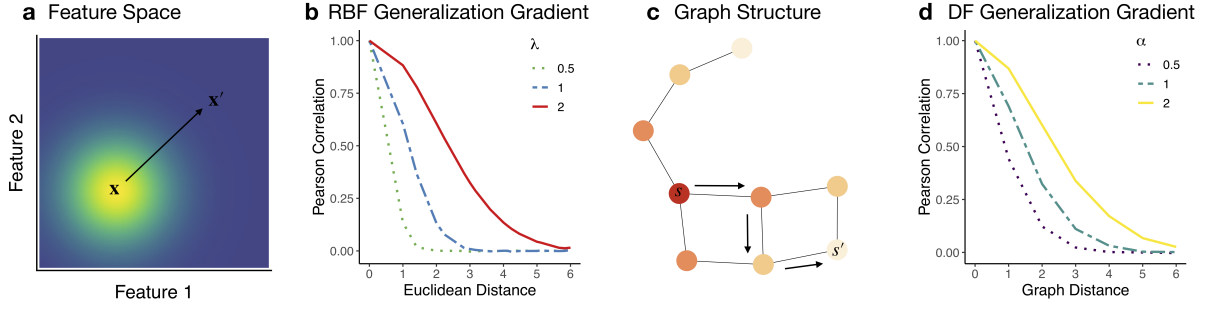 a Feature Space
Feature 2
x
x′
Feature 1
b RBF Generalization Gradient
Pearson Correlation
1.00
0.75
0.50
0.25
0.00
λ
0.5
1
2
0 1 2 3 4 5 6
Euclidean Distance
c Graph Structure
s
s′
d DF Generalization Gradient
Pearson Correlation
1.00
0.75
0.50
0.25
0.00
α
0.5
1
2
0 1 2 3 4 5 6
Graph Distance